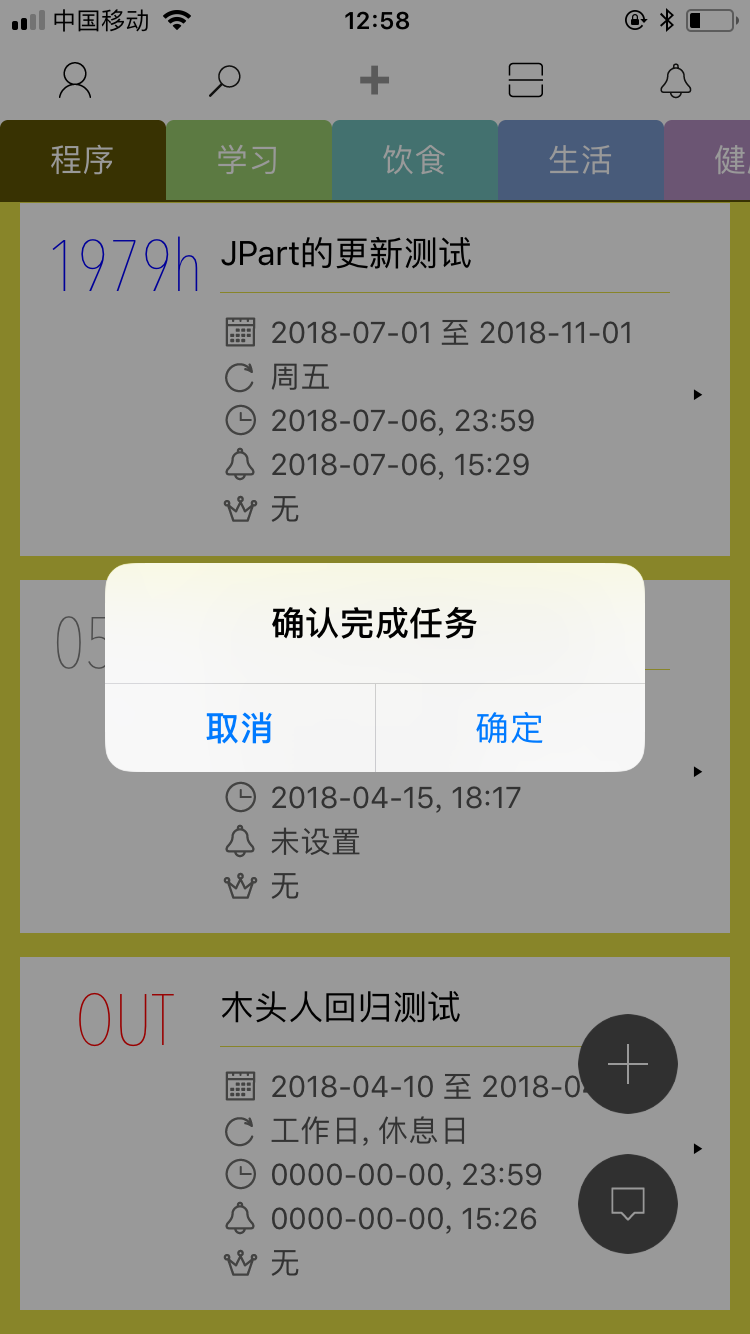 中国移动 12:58
程序 学习 饮食 生活
1979h
JPart的更新测试
2018-07-01 至 2018-11-01
周五
2018-07-06, 23:59
2018-07-06, 15:29
无
确认完成任务
取消 确定
2018-04-15, 18:17
未设置
无
OUT
木头人回归测试
2018-04-10 至 2018-0
工作日, 休息日
0000-00-00, 23:59
0000-00-00, 15:26
无